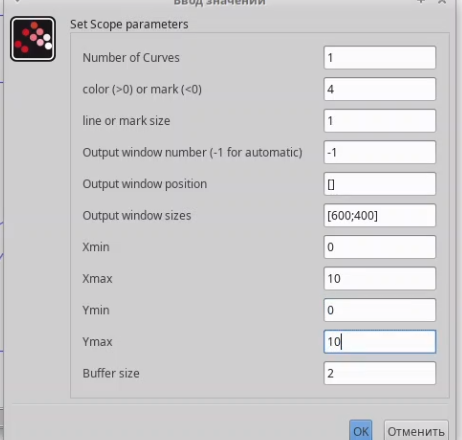 Ввод значений
Set Scope parameters
Number of Curves 1
color (>0) or mark (<0) 4
line or mark size 1
Output window number (-1 for automatic) -1
Output window position []
Output window sizes [600;400]
Xmin 0
Xmax 10
Ymin 0
Ymax 10
Buffer size 2
OK Отменить